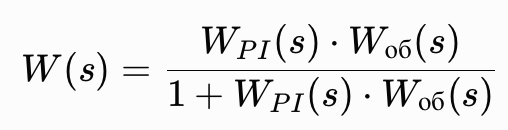 W(s) = \frac{W_{PI}(s) \cdot W_{об}(s)}{1 + W_{PI}(s) \cdot W_{об}(s)}